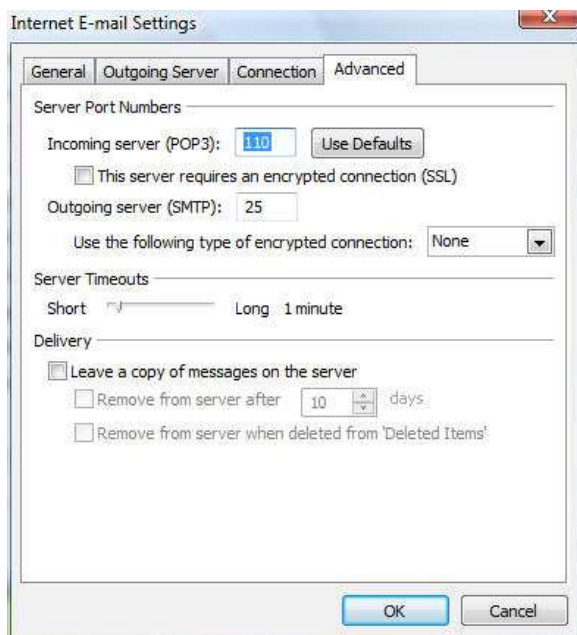 Internet E-mail Settings
X
General Outgoing Server Connection Advanced
Server Port Numbers
Incoming server (POP3): 110 Use Defaults
This server requires an encrypted connection (SSL)
Outgoing server (SMTP): 25
Use the following type of encrypted connection: None
Server Timeouts
Short Long 1 minute
Delivery
Leave a copy of messages on the server
Remove from server after 10 days
Remove from server when deleted from 'Deleted Items'
OK Cancel